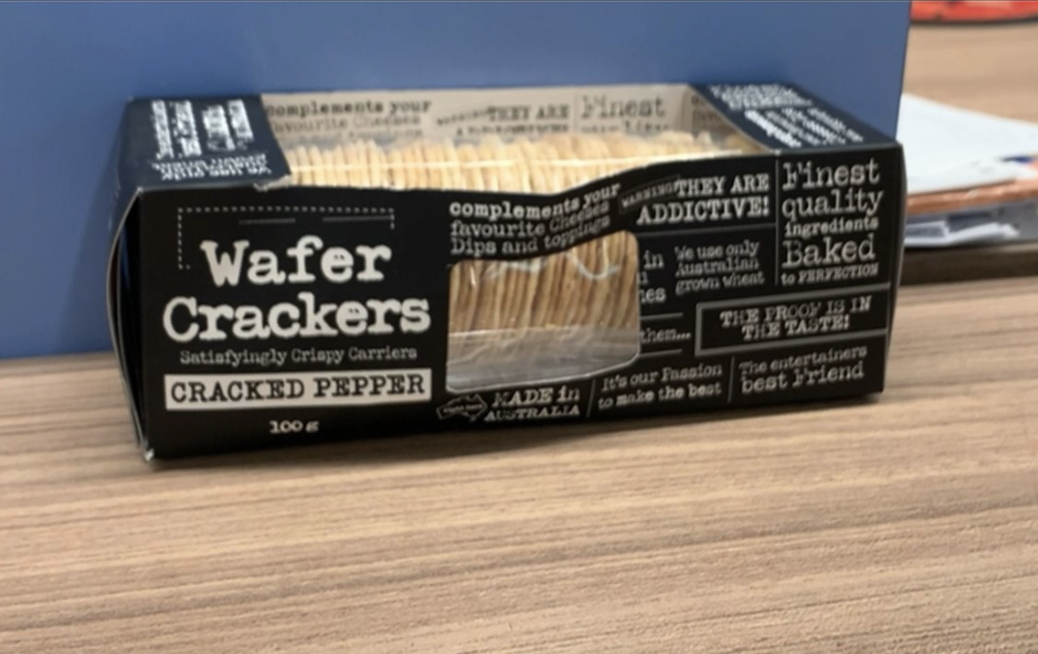 complements your
favourite Cheeses
THEY ARE
Finest
Wafer
Crackers
Satisfyingly Crispy Carriers
CRACKED PEPPER
100 g
complements your
favourite Cheeses
Dips and toppings
WARNING THEY ARE
ADDICTIVE!
in
We use only
Australian
grown wheat
them...
Finest
quality
ingredients
Baked
to PERFECTION
THE PROOF IS IN
THE TASTE!
MADE in
AUSTRALIA
It's our Passion
to make the best
The entertainers
best Friend